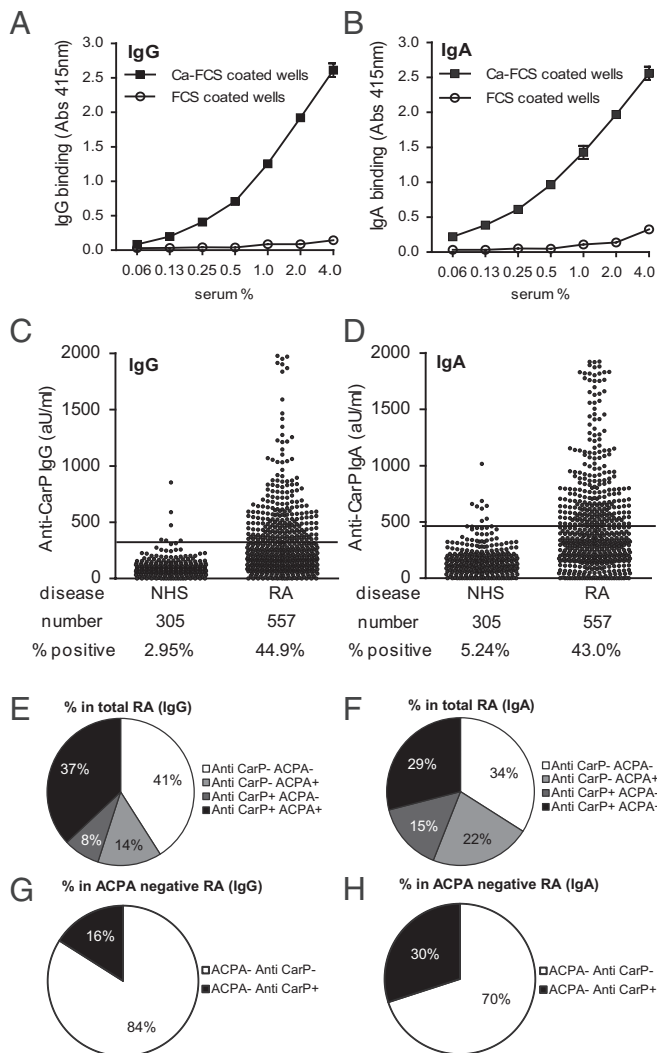 A
IgG
Ca-FCS coated wells
FCS coated wells
IgG binding (Abs 415nm)
3.0
2.5
2.0
1.5
1.0
0.5
0.0
0.06 0.13 0.25 0.5 1.0 2.0 4.0
serum %
B
IgA
Ca-FCS coated wells
FCS coated wells
IgA binding (Abs 415nm)
3.0
2.5
2.0
1.5
1.0
0.5
0.0
0.06 0.13 0.25 0.5 1.0 2.0 4.0
serum %
C
IgG
Anti-CarP IgG (aU/ml)
2000
1500
1000
500
0
disease NHS RA
number 305 557
% positive 2.95% 44.9%
D
IgA
Anti-CarP IgA (aU/ml)
2000
1500
1000
500
0
disease NHS RA
number 305 557
% positive 5.24% 43.0%
E
% in total RA (IgG)
37%
41%
8%
14%
Anti CarP- ACPA-
Anti CarP- ACPA+
Anti CarP+ ACPA-
Anti CarP+ ACPA+
F
% in total RA (IgA)
29%
34%
15%
22%
Anti CarP- ACPA-
Anti CarP- ACPA+
Anti CarP+ ACPA-
Anti CarP+ ACPA-
G
% in ACPA negative RA (IgG)
16%
84%
ACPA- Anti CarP-
ACPA- Anti CarP+
H
% in ACPA negative RA (IgA)
30%
70%
ACPA- Anti CarP-
ACPA- Anti CarP+